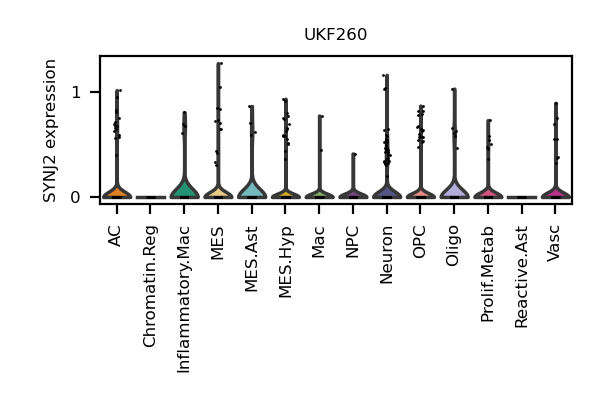 UKF260
SYNJ2 expression
1
0
AC
Chromatin.Reg
Inflammatory.Mac
MES
MES.Ast
MES.Hyp
Mac
NPC
Neuron
OPC
Oligo
Prolif.Metab
Reactive.Ast
Vasc